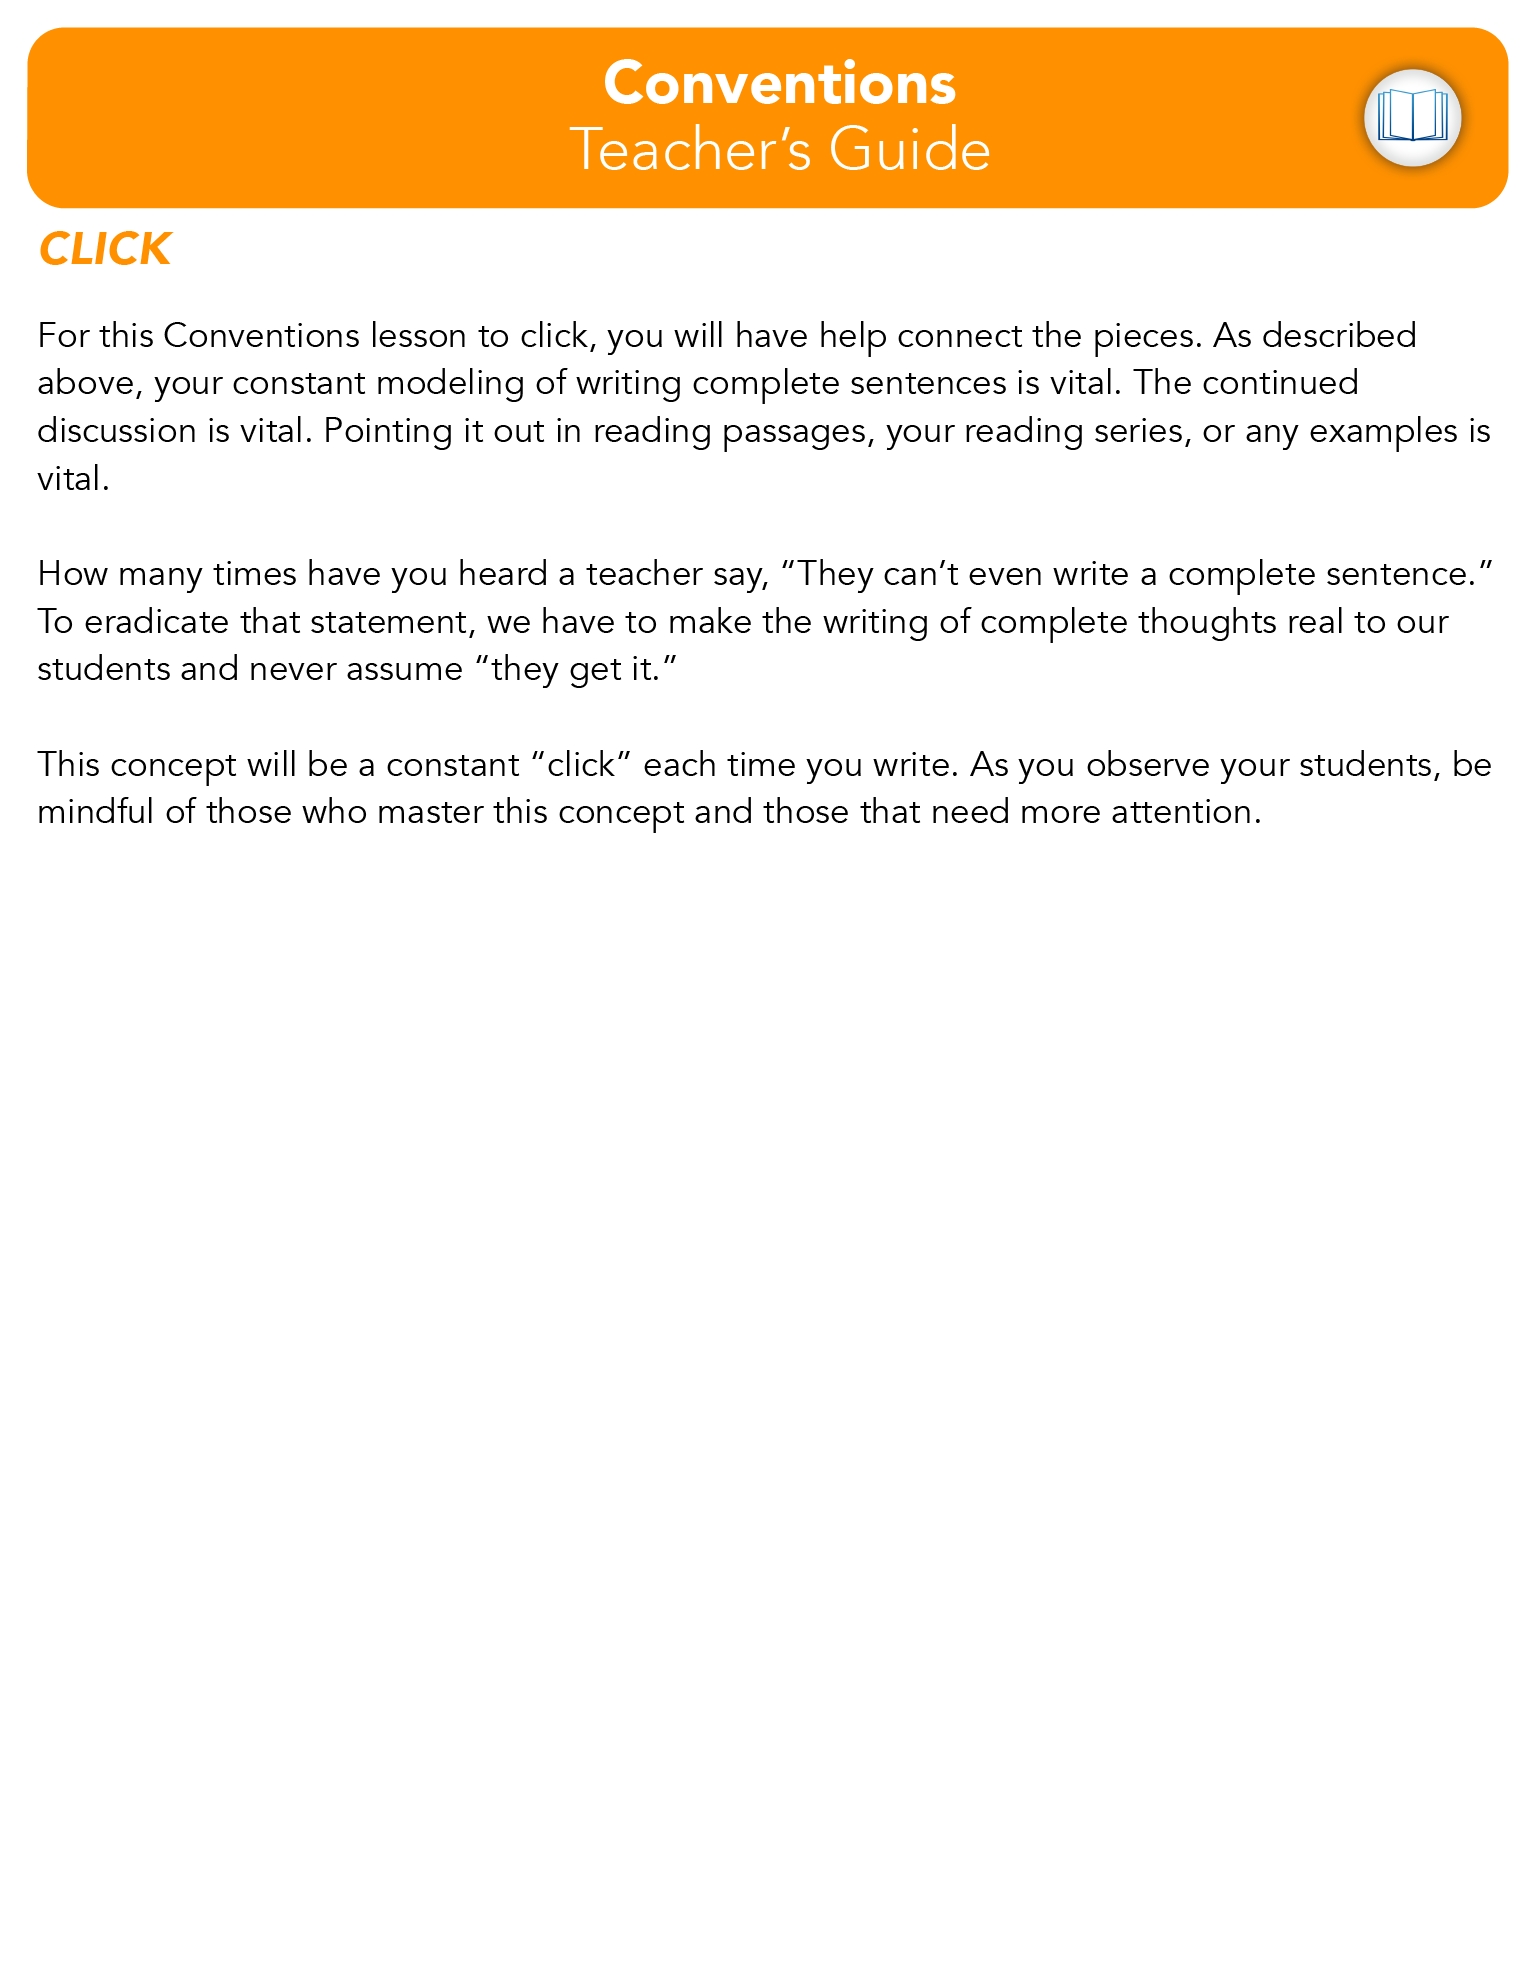 Conventions
Teacher’s Guide
CLICK
For this Conventions lesson to click, you will have help connect the pieces. As described
above, your constant modeling of writing complete sentences is vital. The continued
discussion is vital. Pointing it out in reading passages, your reading series, or any examples is
vital.
How many times have you heard a teacher say, “They can’t even write a complete sentence.”
To eradicate that statement, we have to make the writing of complete thoughts real to our
students and never assume “they get it.”
This concept will be a constant “click” each time you write. As you observe your students, be
mindful of those who master this concept and those that need more attention.